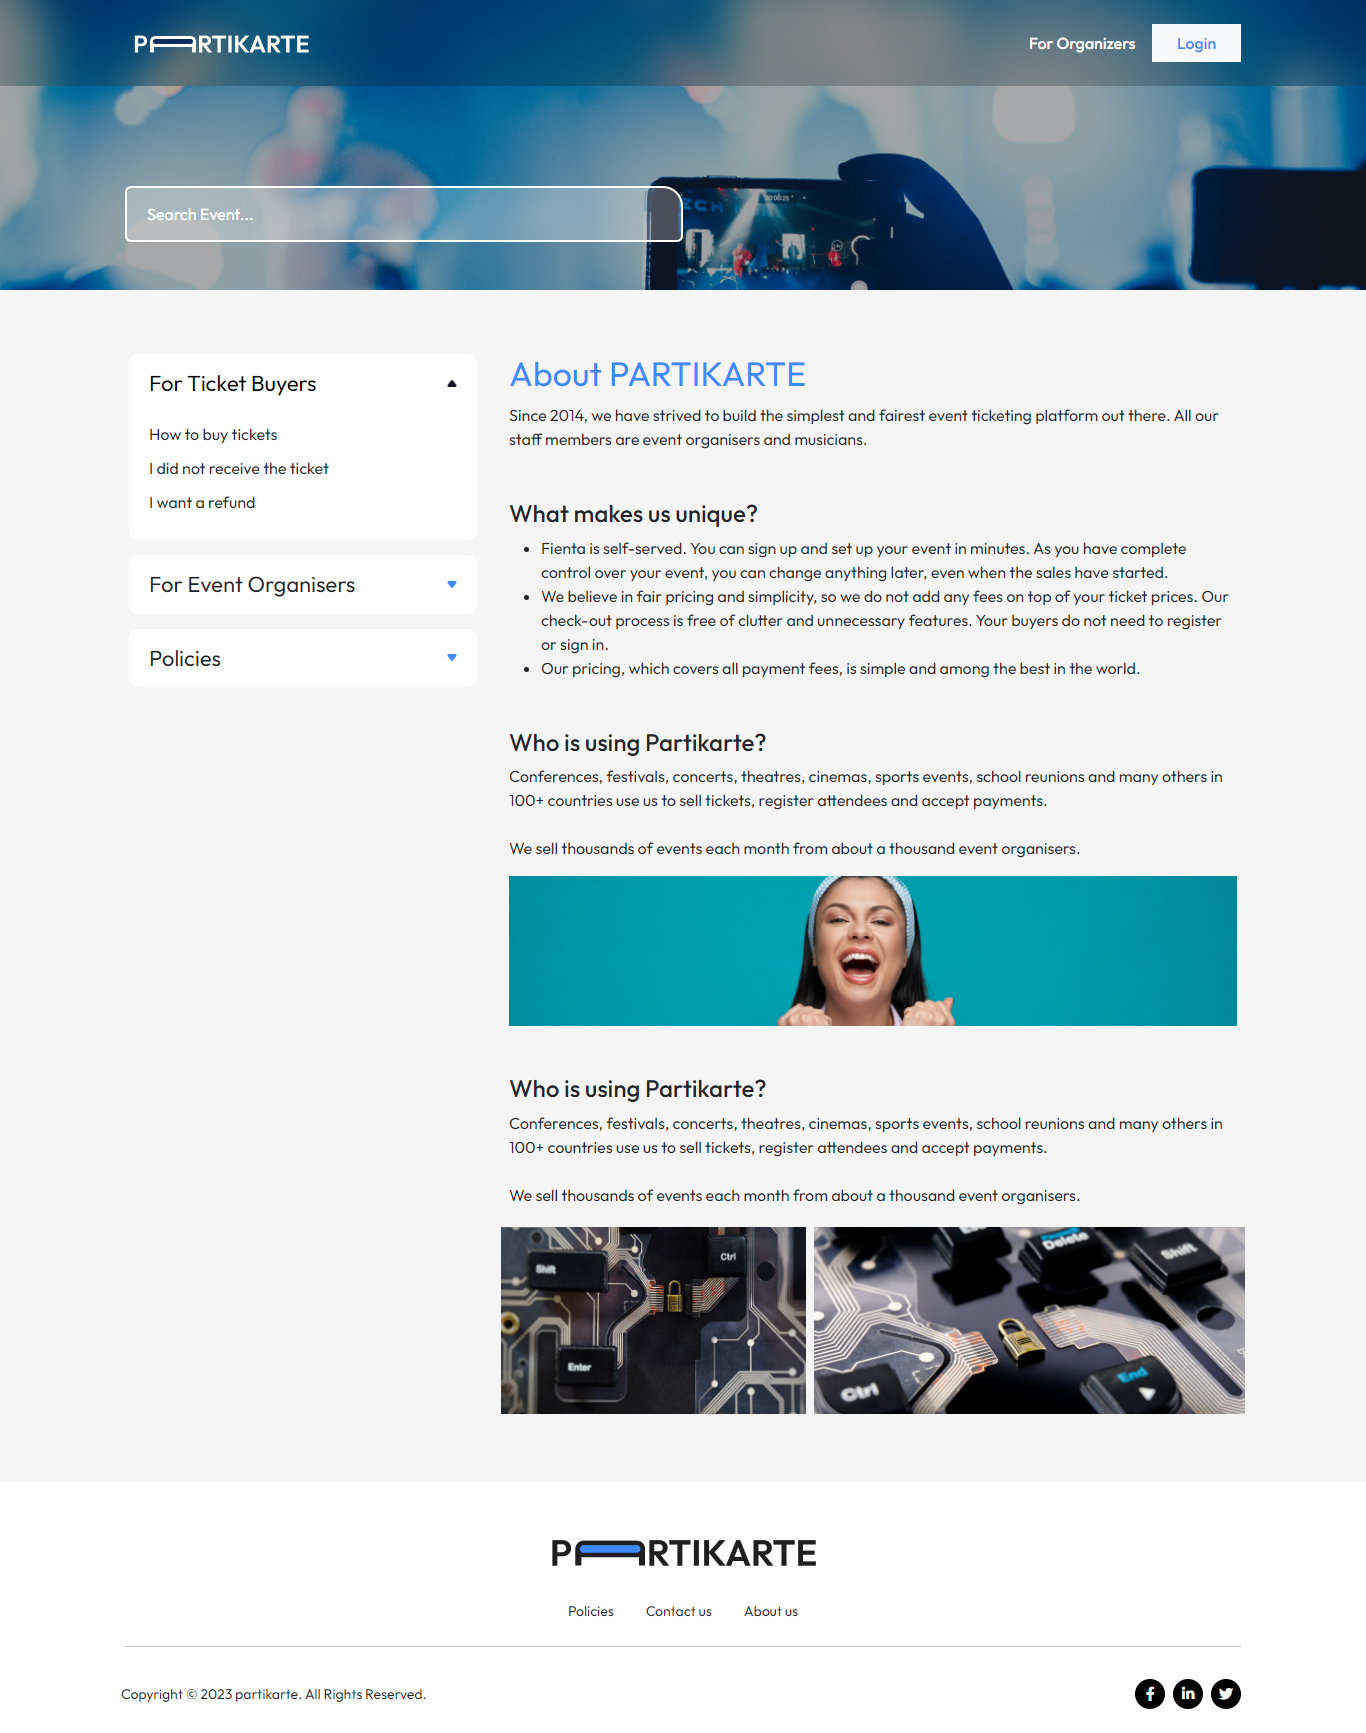 PARTIKARTE
For Organizers
Login
Search Event...
TECH
00:00:25
For Ticket Buyers
How to buy tickets
I did not receive the ticket
I want a refund
For Event Organisers
Policies
About PARTIKARTE
Since 2014, we have strived to build the simplest and fairest event ticketing platform out there. All our
staff members are event organisers and musicians.
What makes us unique?
• Fienta is self-served. You can sign up and set up your event in minutes. As you have complete
control over your event, you can change anything later, even when the sales have started.
• We believe in fair pricing and simplicity, so we do not add any fees on top of your ticket prices. Our
check-out process is free of clutter and unnecessary features. Your buyers do not need to register
or sign in.
• Our pricing, which covers all payment fees, is simple and among the best in the world.
Who is using Partikarte?
Conferences, festivals, concerts, theatres, cinemas, sports events, school reunions and many others in
100+ countries use us to sell tickets, register attendees and accept payments.
We sell thousands of events each month from about a thousand event organisers.
Who is using Partikarte?
Conferences, festivals, concerts, theatres, cinemas, sports events, school reunions and many others in
100+ countries use us to sell tickets, register attendees and accept payments.
We sell thousands of events each month from about a thousand event organisers.
Shift
Ctrl
Enter
Delete
Shift
Ctrl
End
PARTIKARTE
Policies
Contact us
About us
Copyright © 2023 partikarte. All Rights Reserved.